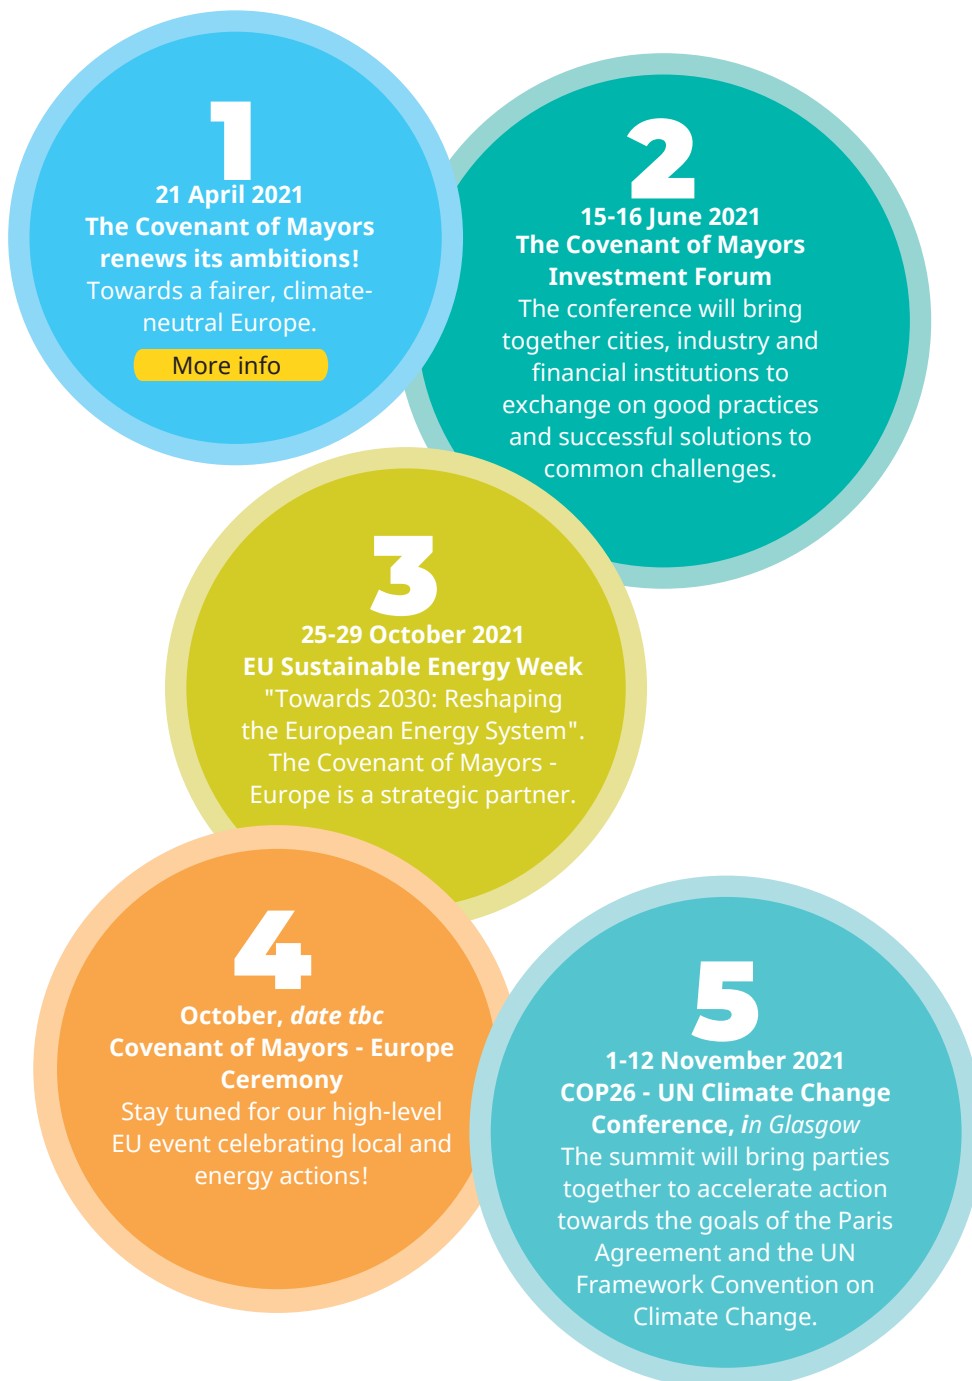 1
21 April 2021
The Covenant of Mayors
renews its ambitions!
Towards a fairer, climate-
neutral Europe.
More info
2
15-16 June 2021
The Covenant of Mayors
Investment Forum
The conference will bring
together cities, industry and
financial institutions to
exchange on good practices
and successful solutions to
common challenges.
3
25-29 October 2021
EU Sustainable Energy Week
"Towards 2030: Reshaping
the European Energy System".
The Covenant of Mayors -
Europe is a strategic partner.
4
October, date tbc
Covenant of Mayors - Europe
Ceremony
Stay tuned for our high-level
EU event celebrating local and
energy actions!
5
1-12 November 2021
COP26 - UN Climate Change
Conference, in Glasgow
The summit will bring parties
together to accelerate action
towards the goals of the Paris
Agreement and the UN
Framework Convention on
Climate Change.